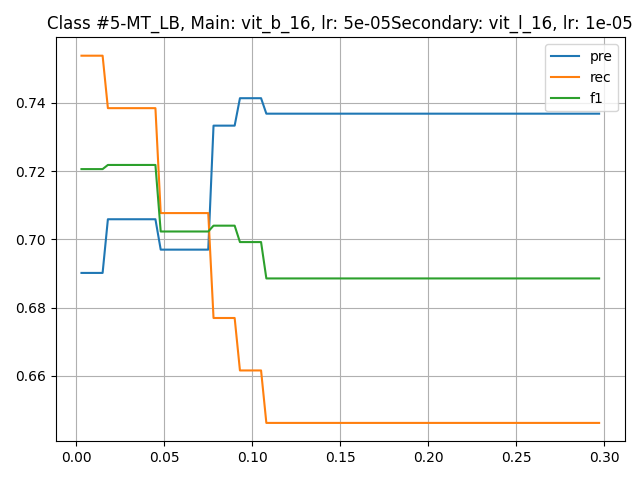 Class #5-MT_LB, Main: vit_b_16, lr: 5e-05Secondary: vit_l_16, lr: 1e-05
pre
rec
f1
0.74
0.72
0.70
0.68
0.66
0.00 0.05 0.10 0.15 0.20 0.25 0.30